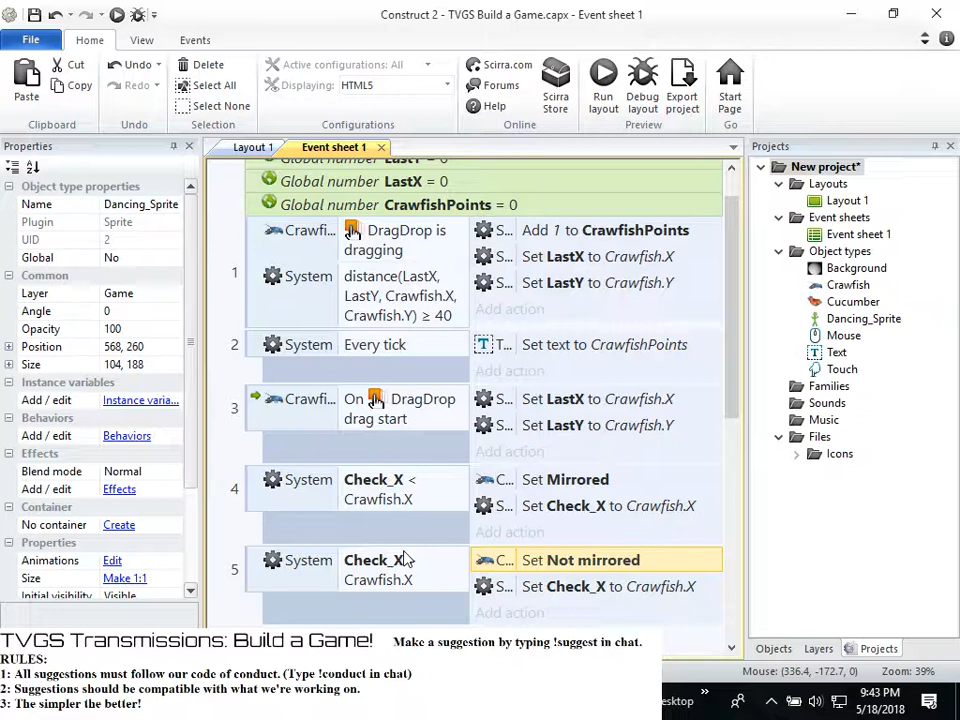 Construct 2 - TVGS Build a Game.capx - Event sheet 1
File Home View Events
Paste Cut Copy
Clipboard
Undo Redo
Undo
Delete
Select All
Select None
Selection
Active configurations: All
Displaying: HTML5
Configurations
Scirra.com
Forums
Help
Scirra Store
Online
Run layout Debug layout Export project
Preview
Start Page
Go
Properties
Object type properties
Name Dancing_Sprite
Plugin Sprite
UID 2
Global No
Common
Layer Game
Angle 0
Opacity 100
Position 568, 260
Size 104, 188
Instance variables
Add / edit Instance varia...
Behaviors
Add / edit Behaviors
Effects
Blend mode Normal
Add / edit Effects
Container
No container Create
Properties
Animations Edit
Size Make 1:1
Initial visibility Visible
Layout 1 Event sheet 1
Global number LastY = 0
Global number LastX = 0
Global number CrawfishPoints = 0
1
Crawfi... DragDrop is dragging
System distance(LastX, LastY, Crawfish.X, Crawfish.Y) ≥ 40
S... Add 1 to CrawfishPoints
S... Set LastX to Crawfish.X
S... Set LastY to Crawfish.Y
Add action
2 System Every tick
T... Set text to CrawfishPoints
Add action
3 Crawfi... On DragDrop drag start
S... Set LastX to Crawfish.X
S... Set LastY to Crawfish.Y
Add action
4 System Check_X < Crawfish.X
C... Set Mirrored
S... Set Check_X to Crawfish.X
Add action
5 System Check_X Crawfish.X
C... Set Not mirrored
S... Set Check_X to Crawfish.X
Add action
Projects
New project*
Layouts
Layout 1
Event sheets
Event sheet 1
Object types
Background
Crawfish
Cucumber
Dancing_Sprite
Mouse
Text
Touch
Families
Sounds
Music
Files
Icons
Objects Layers Projects
Mouse: (336.4, -172.7, 0) Zoom: 39%
TVGS Transmissions: Build a Game! Make a suggestion by typing !suggest in chat.
RULES:
1: All suggestions must follow our code of conduct. (Type !conduct in chat)
2: Suggestions should be compatible with what we're working on.
3: The simpler the better!
esktop
9:43 PM
5/18/2018